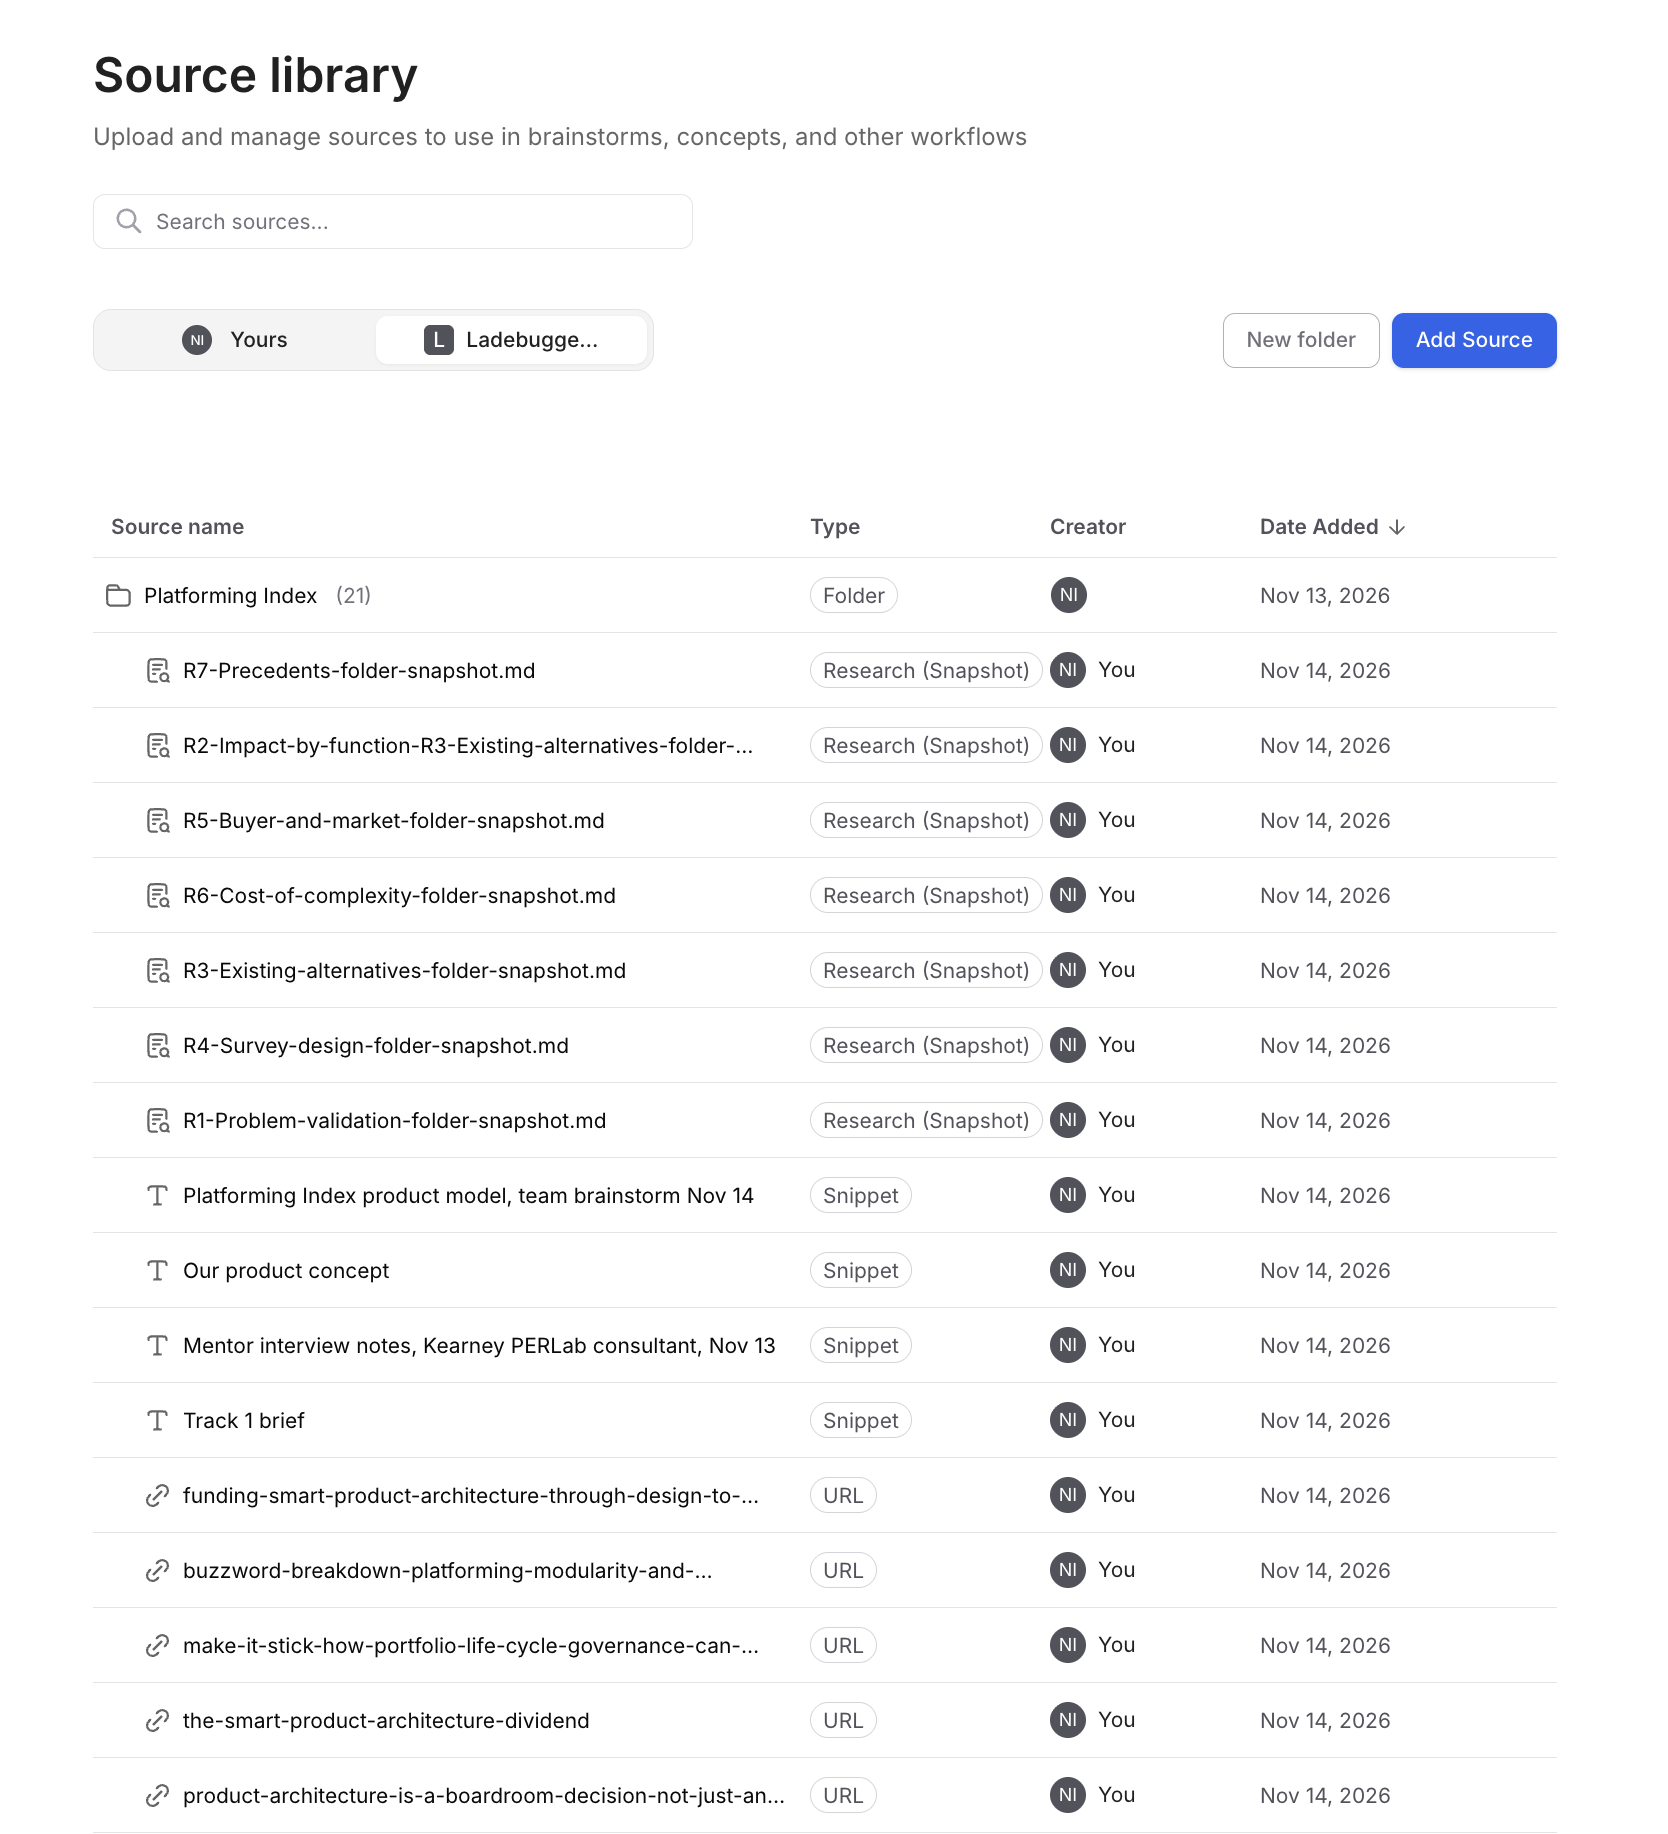 Source library
Upload and manage sources to use in brainstorms, concepts, and other workflows
Search sources...
NI Yours L Ladebugge... New folder Add Source
Source name Type Creator Date Added ↓
Platforming Index (21) Folder NI Nov 13, 2026
R7-Precedents-folder-snapshot.md Research (Snapshot) NI You Nov 14, 2026
R2-Impact-by-function-R3-Existing-alternatives-folder-... Research (Snapshot) NI You Nov 14, 2026
R5-Buyer-and-market-folder-snapshot.md Research (Snapshot) NI You Nov 14, 2026
R6-Cost-of-complexity-folder-snapshot.md Research (Snapshot) NI You Nov 14, 2026
R3-Existing-alternatives-folder-snapshot.md Research (Snapshot) NI You Nov 14, 2026
R4-Survey-design-folder-snapshot.md Research (Snapshot) NI You Nov 14, 2026
R1-Problem-validation-folder-snapshot.md Research (Snapshot) NI You Nov 14, 2026
Platforming Index product model, team brainstorm Nov 14 Snippet NI You Nov 14, 2026
Our product concept Snippet NI You Nov 14, 2026
Mentor interview notes, Kearney PERLab consultant, Nov 13 Snippet NI You Nov 14, 2026
Track 1 brief Snippet NI You Nov 14, 2026
funding-smart-product-architecture-through-design-to-... URL NI You Nov 14, 2026
buzzword-breakdown-platforming-modularity-and-... URL NI You Nov 14, 2026
make-it-stick-how-portfolio-life-cycle-governance-can-... URL NI You Nov 14, 2026
the-smart-product-architecture-dividend URL NI You Nov 14, 2026
product-architecture-is-a-boardroom-decision-not-just-an... URL NI You Nov 14, 2026